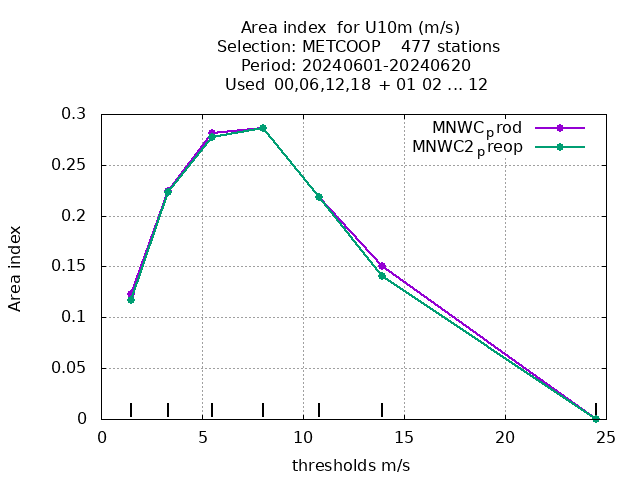 Area index  for U10m (m/s)
Selection: METCOOP    477 stations
Period: 20240601-20240620
Used  00,06,12,18 + 01 02 ... 12
MNWCprod
MNWC2preop
0.3
0.25
0.2
0.15
0.1
0.05
0
Area index
0 5 10 15 20 25
thresholds m/s